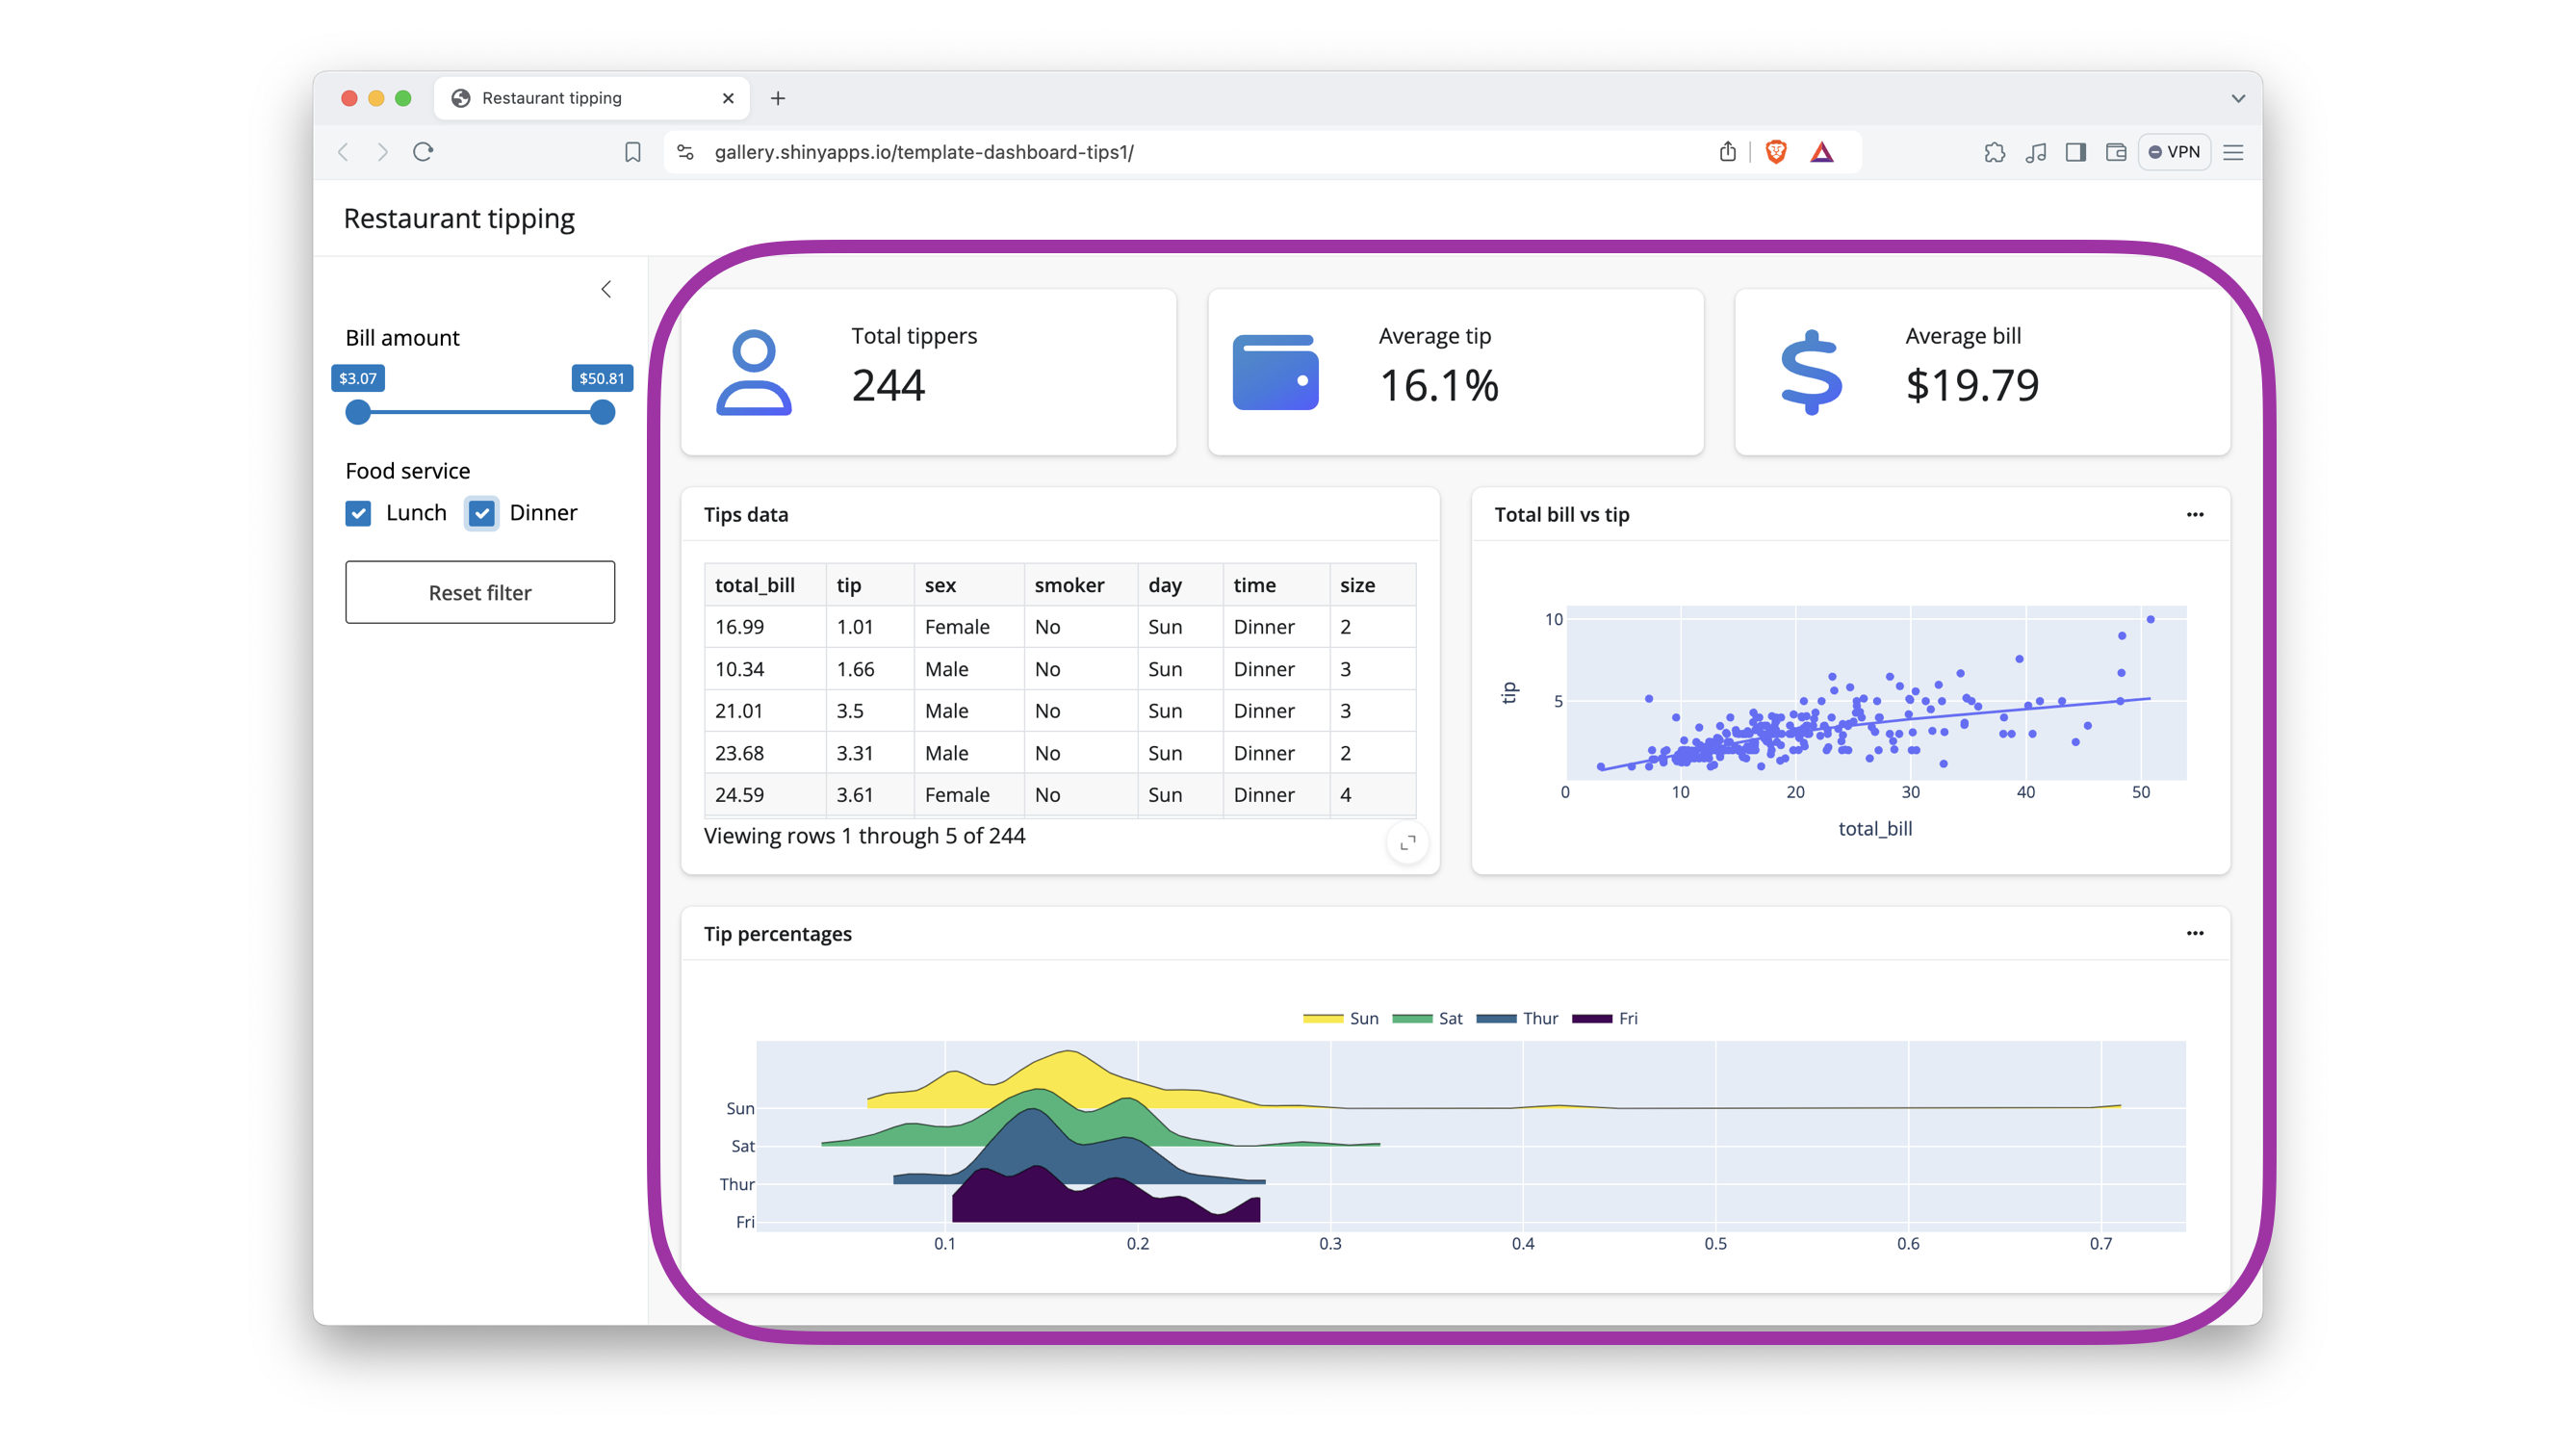 Restaurant tipping
gallery.shinyapps.io/template-dashboard-tips1/
VPN
Restaurant tipping
Bill amount
$3.07 $50.81
Food service
Lunch Dinner
Reset filter
Total tippers
244
Average tip
16.1%
Average bill
$19.79
Tips data
total_bill tip sex smoker day time size
16.99 1.01 Female No Sun Dinner 2
10.34 1.66 Male No Sun Dinner 3
21.01 3.5 Male No Sun Dinner 3
23.68 3.31 Male No Sun Dinner 2
24.59 3.61 Female No Sun Dinner 4
Viewing rows 1 through 5 of 244
Total bill vs tip
10
5
tip
0 10 20 30 40 50
total_bill
Tip percentages
Sun Sat Thur Fri
Sun
Sat
Thur
Fri
0.1 0.2 0.3 0.4 0.5 0.6 0.7